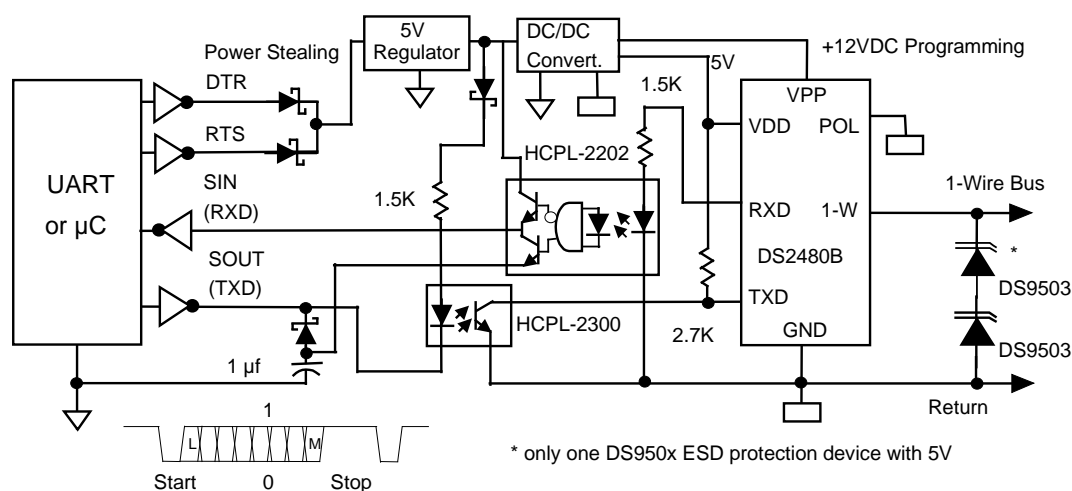 Power Stealing
DTR
RTS
SIN
(RXD)
SOUT
(TXD)
UART
or µC
5V
Regulator
DC/DC
Convert.
+12VDC Programming
5V
1.5K
VPP
VDD
POL
HCPL-2202
1.5K
RXD
1-W
1-Wire Bus
DS2480B
*
DS9503
TXD
HCPL-2300
2.7K
GND
DS9503
1 µf
Return
1
L
M
Start
0
Stop
* only one DS950x ESD protection device with 5V